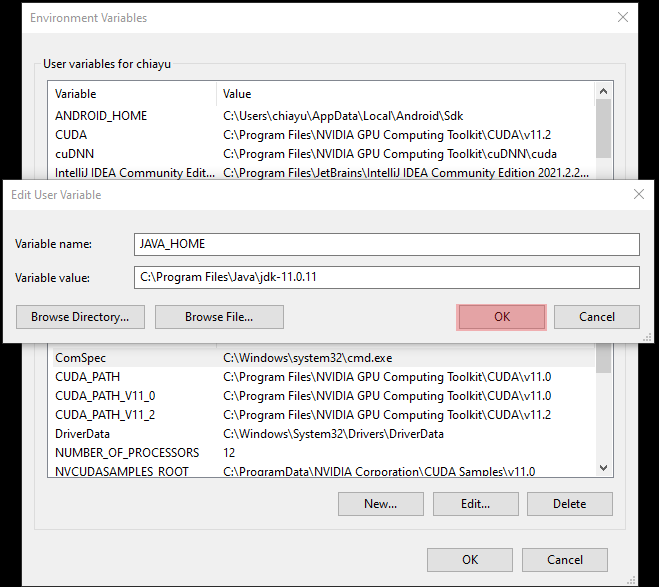 Environment Variables
User variables for chiayu
Variable Value
ANDROID_HOME C:\Users\chiayu\AppData\Local\Android\Sdk
CUDA C:\Program Files\NVIDIA GPU Computing Toolkit\CUDA\v11.2
cuDNN C:\Program Files\NVIDIA GPU Computing Toolkit\cuDNN\cuda
IntelliJ IDEA Community Edit... C:\Program Files\JetBrains\IntelliJ IDEA Community Edition 2021.2.2...
Edit User Variable
Variable name: JAVA_HOME
Variable value: C:\Program Files\Java\jdk-11.0.11
Browse Directory... Browse File... OK Cancel
ComSpec C:\Windows\system32\cmd.exe
CUDA_PATH C:\Program Files\NVIDIA GPU Computing Toolkit\CUDA\v11.0
CUDA_PATH_V11_0 C:\Program Files\NVIDIA GPU Computing Toolkit\CUDA\v11.0
CUDA_PATH_V11_2 C:\Program Files\NVIDIA GPU Computing Toolkit\CUDA\v11.2
DriverData C:\Windows\System32\Drivers\DriverData
NUMBER_OF_PROCESSORS 12
NVCUDASAMPLES_ROOT C:\ProgramData\NVIDIA Corporation\CUDA Samples\v11.0
New... Edit... Delete
OK Cancel